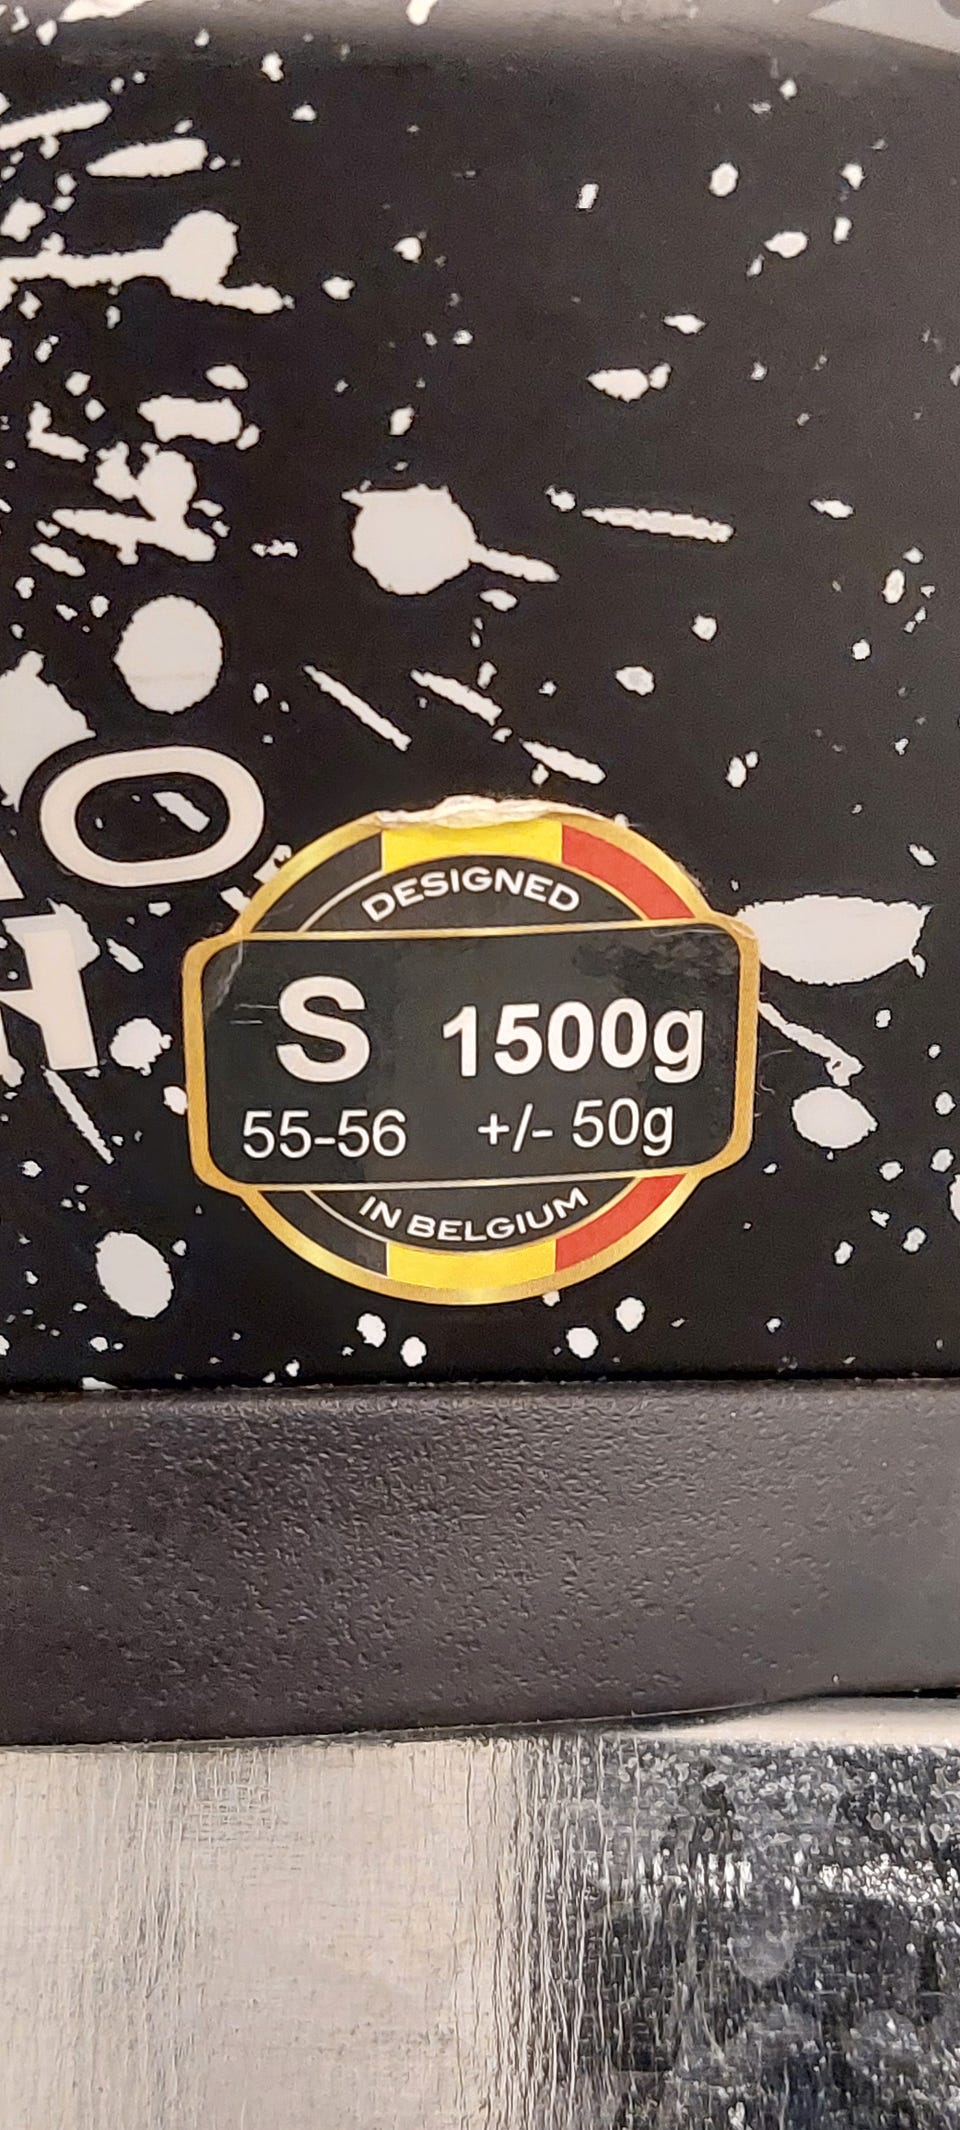 O
DESIGNED
S 1500g
55-56 +/- 50g
IN BELGIUM